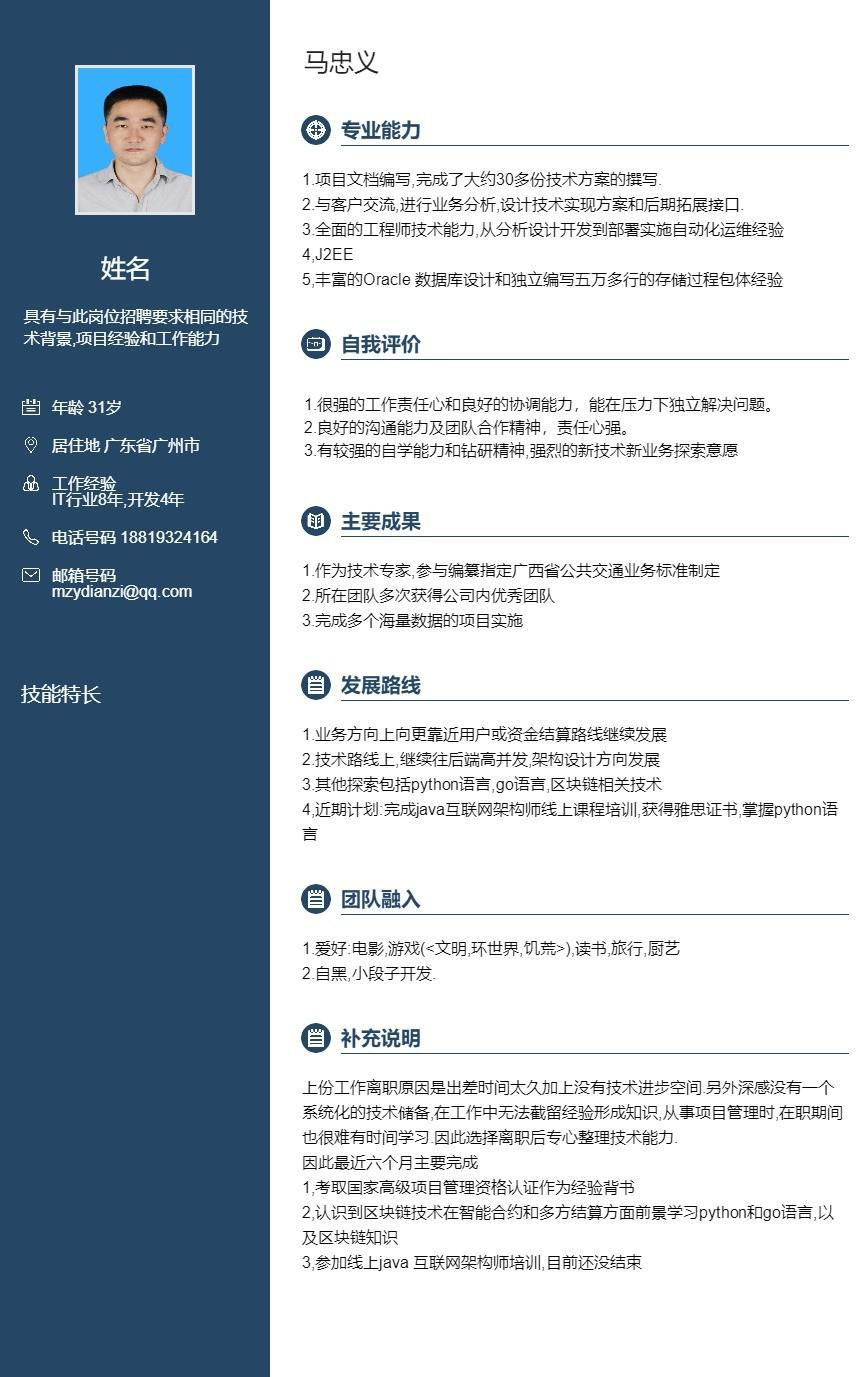 姓名
具有与此岗位招聘要求相同的技
术背景,项目经验和工作能力
年龄 31岁
居住地 广东省广州市
工作经验
IT行业8年,开发4年
电话号码 18819324164
邮箱号码
mzydianzi@qq.com
技能特长
马忠义
专业能力
1.项目文档编写,完成了大约30多份技术方案的撰写.
2.与客户交流,进行业务分析,设计技术实现方案和后期拓展接口.
3.全面的工程师技术能力,从分析设计开发到部署实施自动化运维经验
4,J2EE
5,丰富的Oracle 数据库设计和独立编写五万多行的存储过程包体经验
自我评价
1.很强的工作责任心和良好的协调能力，能在压力下独立解决问题。
2.良好的沟通能力及团队合作精神，责任心强。
3.有较强的自学能力和钻研精神,强烈的新技术新业务探索意愿
主要成果
1.作为技术专家,参与编纂指定广西省公共交通业务标准制定
2.所在团队多次获得公司内优秀团队
3.完成多个海量数据的项目实施
发展路线
1.业务方向上向更靠近用户或资金结算路线继续发展
2.技术路线上,继续往后端高并发,架构设计方向发展
3.其他探索包括python语言,go语言,区块链相关技术
4,近期计划:完成java互联网架构师线上课程培训,获得雅思证书,掌握python语
言
团队融入
1.爱好:电影,游戏(<文明,环世界,饥荒>),读书,旅行,厨艺
2.自黑,小段子开发.
补充说明
上份工作离职原因是出差时间太久加上没有技术进步空间.另外深感没有一个
系统化的技术储备,在工作中无法截留经验形成知识,从事项目管理时,在职期间
也很难有时间学习.因此选择离职后专心整理技术能力.
因此最近六个月主要完成
1,考取国家高级项目管理资格认证作为经验背书
2,认识到区块链技术在智能合约和多方结算方面前景学习python和go语言,以
及区块链知识
3,参加线上java 互联网架构师培训,目前还没结束